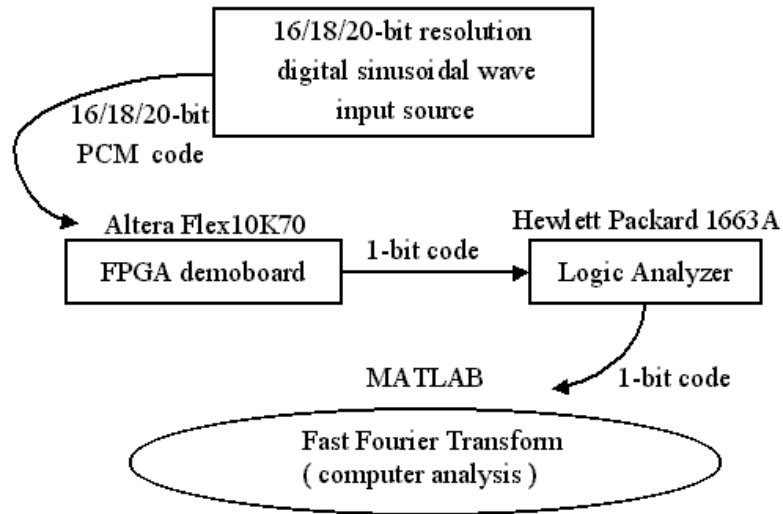 16/18/20-bit resolution
digital sinusoidal wave
input source
16/18/20-bit
PCM code
Altera Flex10K70
FPGA demoboard
1-bit code
Hewlett Packard 1663A
Logic Analyzer
1-bit code
MATLAB
Fast Fourier Transform
( computer analysis )